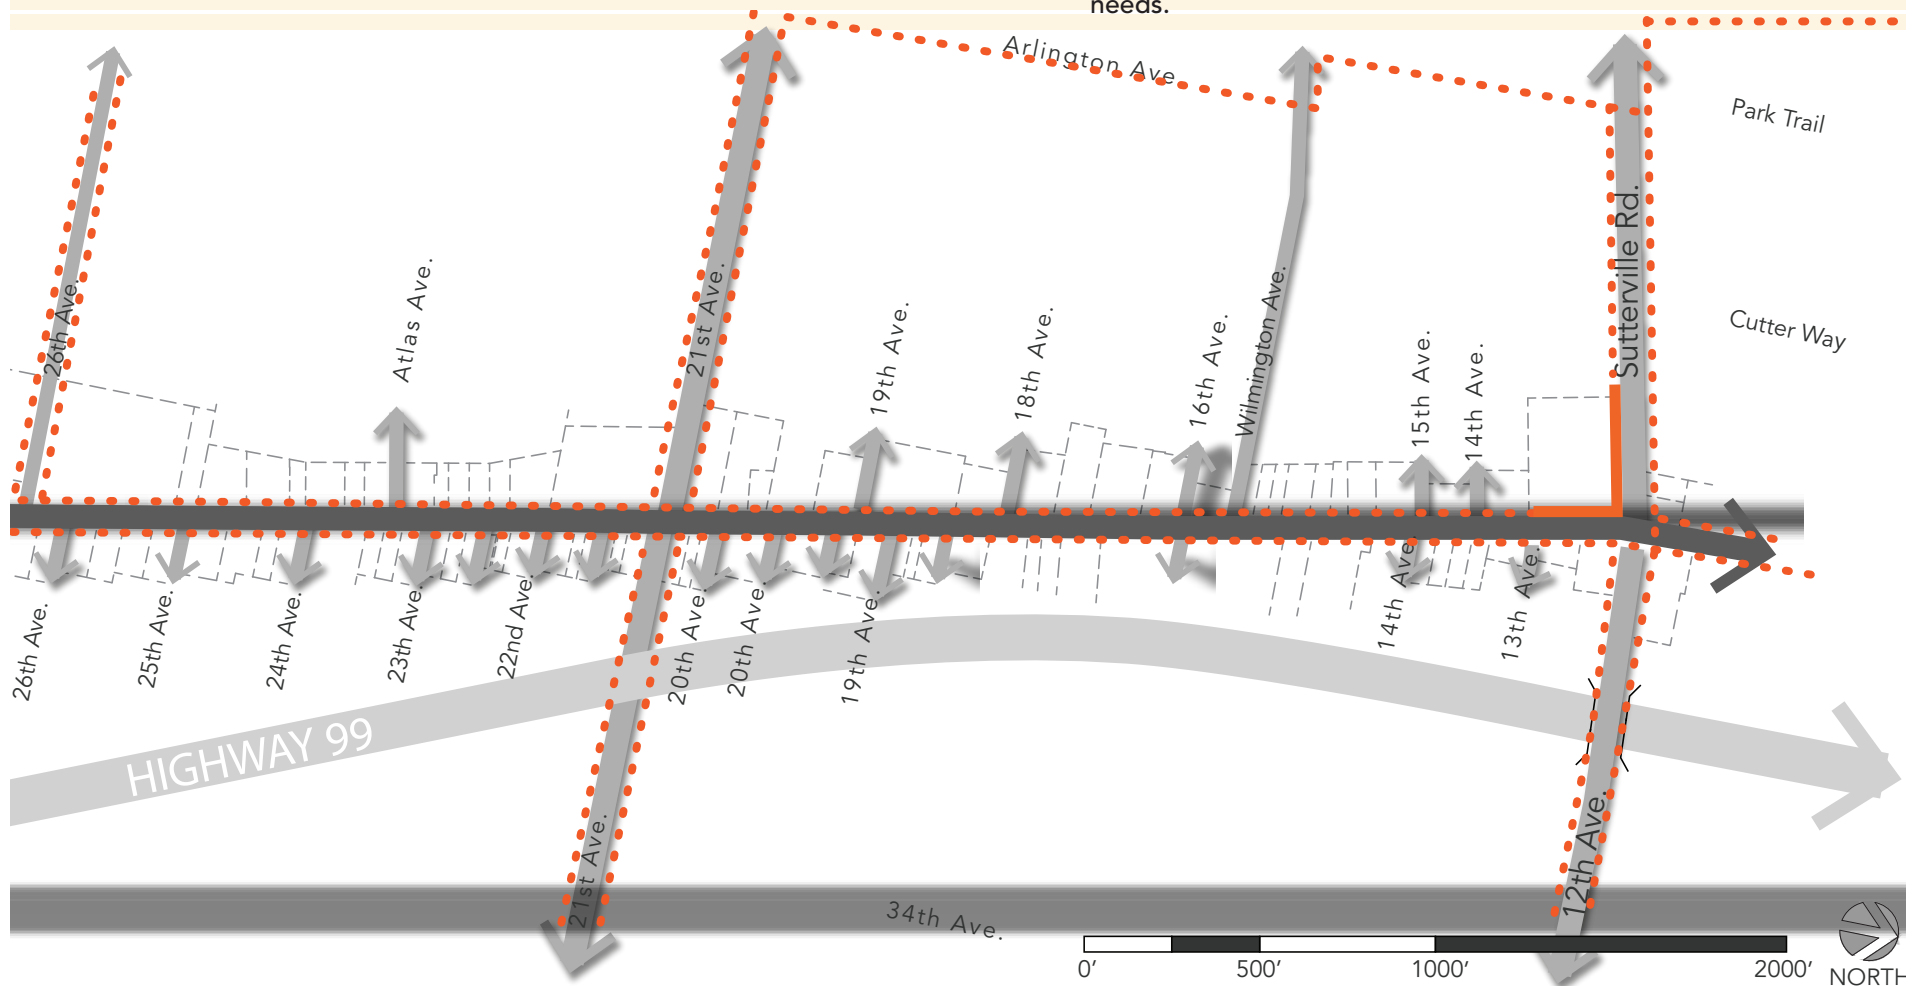 needs.
Arlington Ave
Park Trail
Sutterville Rd.
26th Ave.
Atlas Ave.
21st Ave.
19th Ave.
18th Ave.
16th Ave.
Wilmington Ave.
15th Ave.
14th Ave.
Cutter Way
26th Ave.
25th Ave.
24th Ave.
23th Ave.
22nd Ave.
20th Ave.
20th Ave.
19th Ave.
14th Ave.
13th Ave.
HIGHWAY 99
21st Ave.
12th Ave.
34th Ave.
0’ 500’ 1000’ 2000’
NORTH